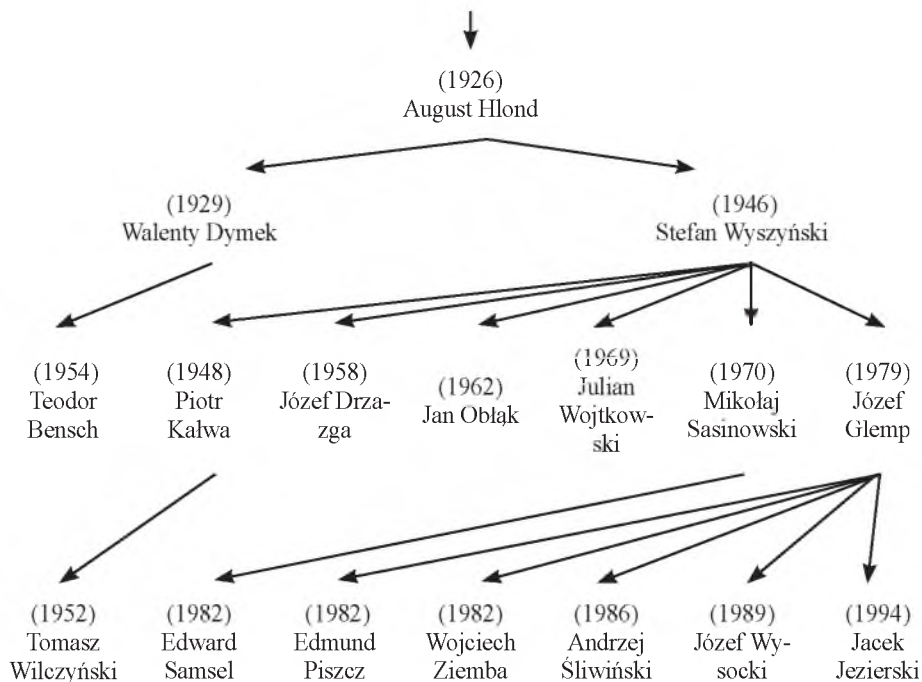 (1926)
August Hlond
(1929)
Walenty Dymek
(1946)
Stefan Wyszyński
(1954)
Teodor
Bensch
(1948)
Piotr
Kałwa
(1958)
Józef Drza-
zga
(1962)
Jan Obłąk
(1969)
Julian
Wojtkow-
ski
(1970)
Mikołaj
Sasinowski
(1979)
Józef
Glemp
(1952)
Tomasz
Wilczyński
(1982)
Edward
Samsel
(1982)
Edmund
Piszcz
(1982)
Wojciech
Ziemba
(1986)
Andrzej
Śliwiński
(1989)
Józef Wy-
socki
(1994)
Jacek
Jezierski